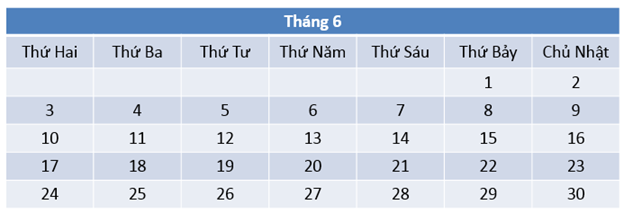 Tháng 6
Thứ Hai Thứ Ba Thứ Tư Thứ Năm Thứ Sáu Thứ Bảy Chủ Nhật
1 2
3 4 5 6 7 8 9
10 11 12 13 14 15 16
17 18 19 20 21 22 23
24 25 26 27 28 29 30